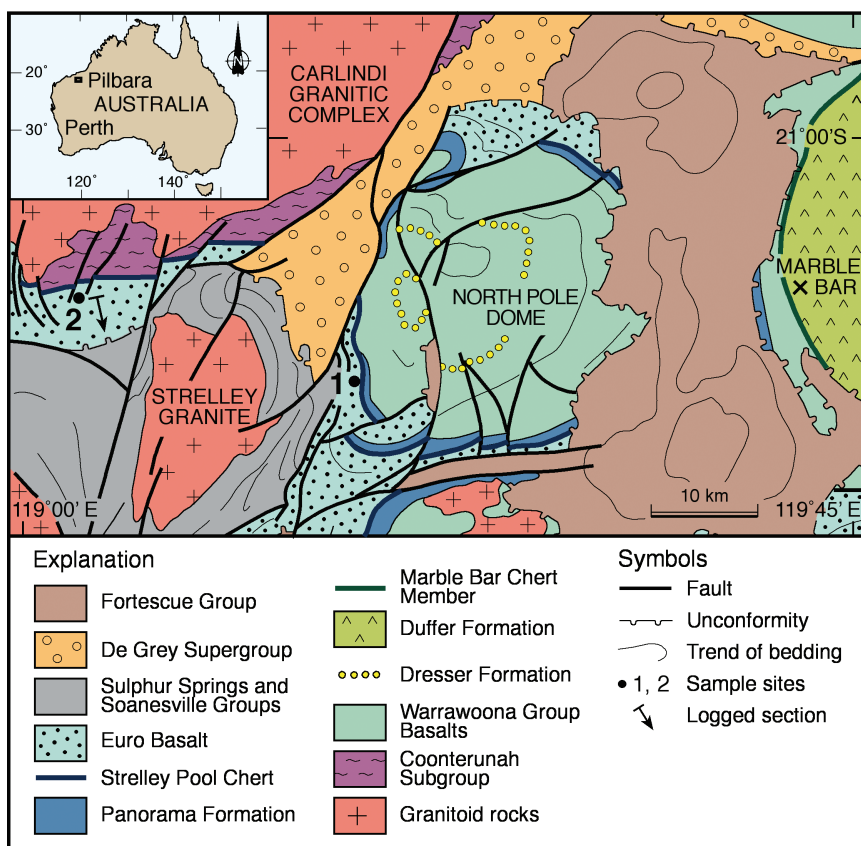 20°
Pilbara
AUSTRALIA
30°
Perth
120°
140°
N
CARLINDI
GRANITIC
COMPLEX
21°00'S
MARBLE
BAR
NORTH POLE
DOME
2
1
STRELLEY
GRANITE
10 km
119°00' E
119°45' E
Explanation
Fortescue Group
De Grey Supergroup
Sulphur Springs and
Soanesville Groups
Euro Basalt
Strelley Pool Chert
Panorama Formation
Marble Bar Chert
Member
Duffer Formation
Dresser Formation
Warrawoona Group
Basalts
Coonterunah
Subgroup
Granitoid rocks
Symbols
Fault
Unconformity
Trend of bedding
1, 2 Sample sites
Logged section